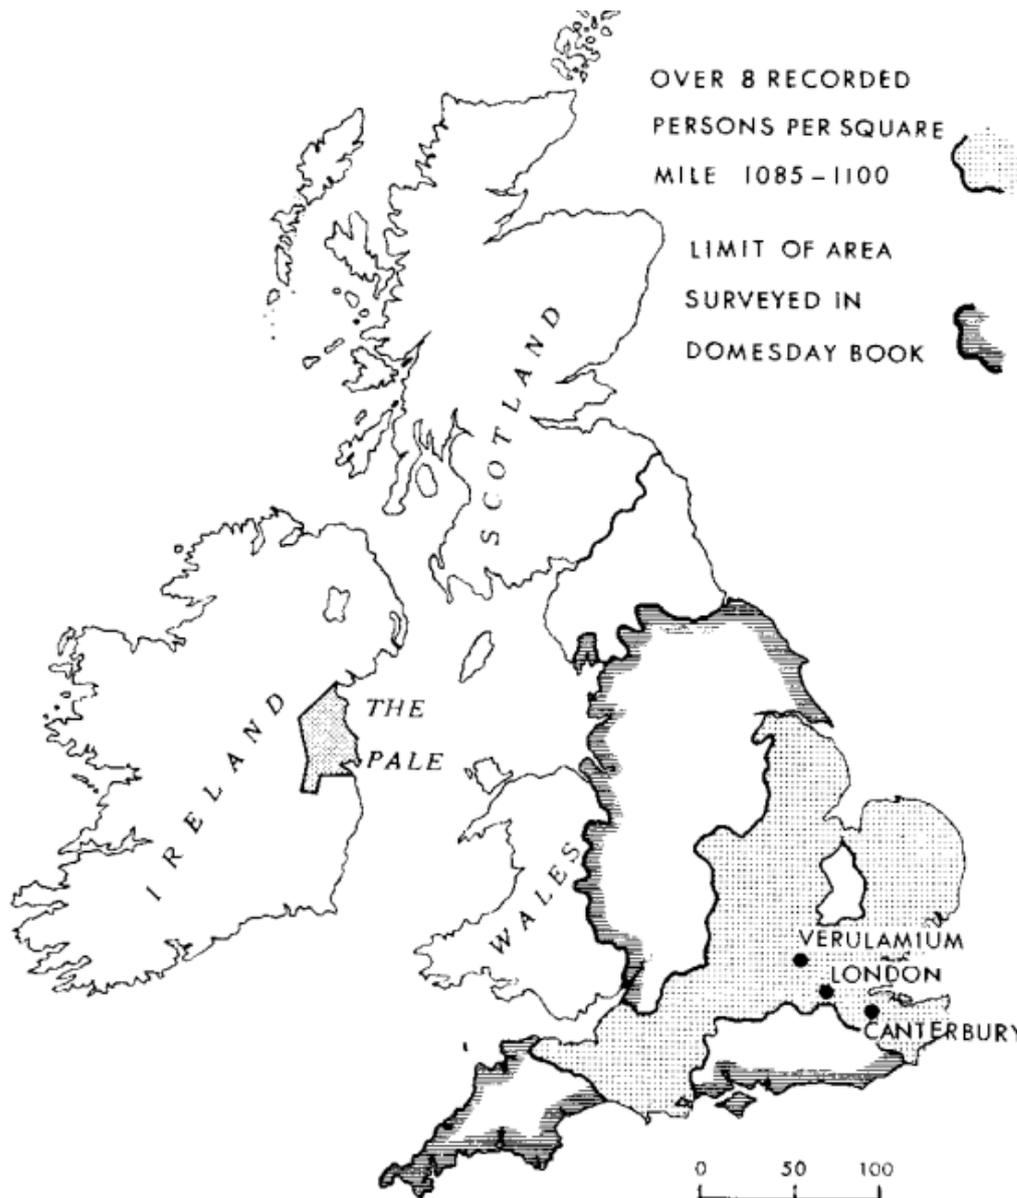 OVER 8 RECORDED
PERSONS PER SQUARE
MILE 1085–1100
LIMIT OF AREA
SURVEYED IN
DOMESDAY BOOK
SCOTLAND
IRELAND
THE
PALE
WALES
VERULAMIUM
LONDON
CANTERBURY
0 50 100